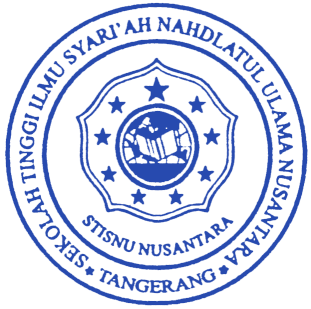 SEKOLAH TINGGI ILMU SYARI'AH NAHDLATUL ULAMA NUSANTARA
STISNU NUSANTARA
TANGERANG